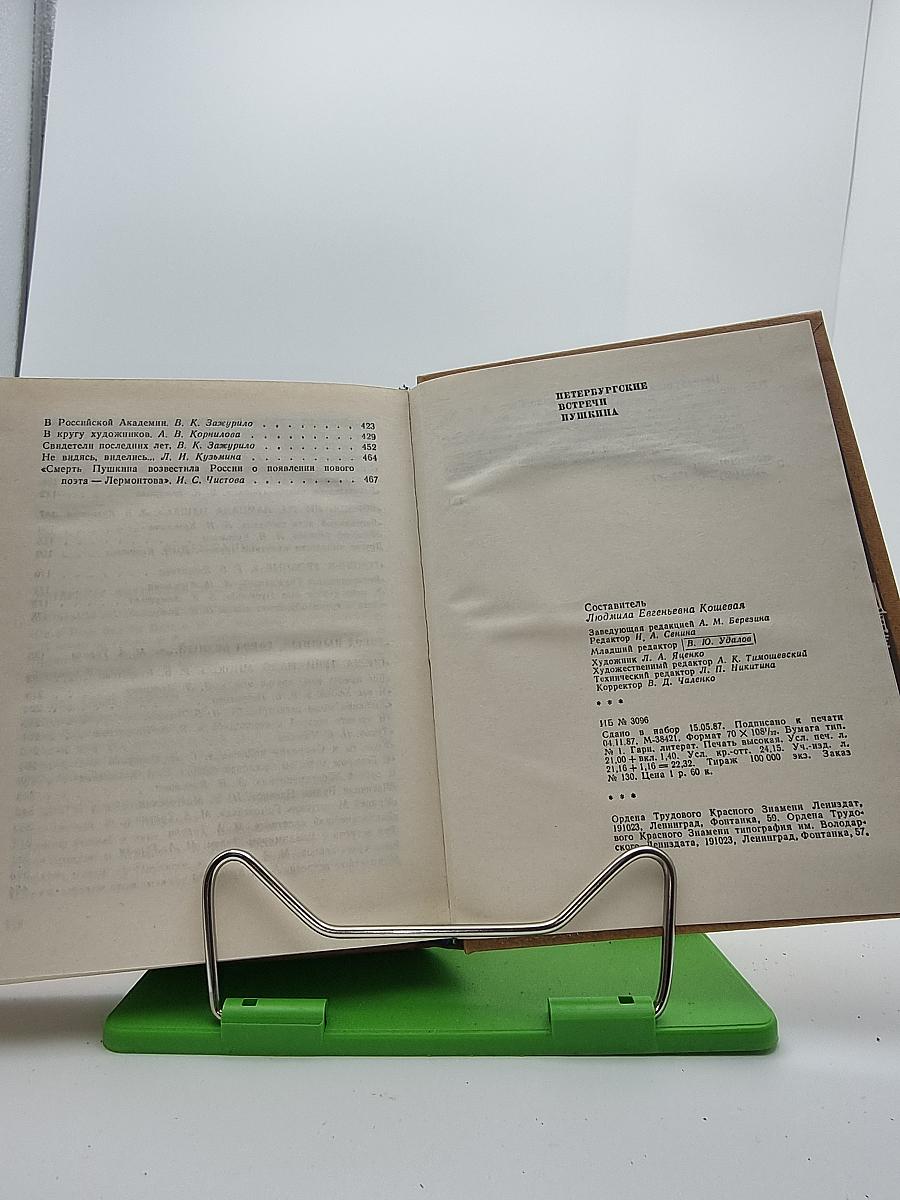 В Российской Академии. В. К. Зажурило . . . . . . . . . 423
В кругу художников. А. В. Корнилова . . . . . . . . . . 429
Свидетели последних лет. В. К. Зажурило . . . . . . . . 452
Не видясь, виделись... Л. И. Кузьмина . . . . . . . . . 464
«Смерть Пушкина возвестила России о появлении нового
поэта — Лермонтова». И. С. Чистова . . . . . . . . . 467
ПЕТЕРБУРГСКИЕ
ВСТРЕЧИ
ПУШКИНА
Составитель
Людмила Евгеньевна Кошевая
Заведующая редакцией А. М. Березина
Редактор И. А. Сенина
Младший редактор В. Ю. Удалов
Художник Л. А. Яценко
Художественный редактор А. К. Тимошевский
Технический редактор Л. П. Никитина
Корректор В. Д. Чаленко
* * *
ИБ № 3096
Сдано в набор 15.05.87. Подписано к печати
04.11.87. М-38421. Формат 70 × 108¹/₃₂. Бумага тип.
№ 1. Гарн. литерат. Печать высокая. Усл. печ. л.
21,00 + вкл. 1,40. Усл. кр.-отт. 24,15. Уч.-изд. л.
21,16 + 1,16 = 22,32. Тираж 100 000 экз. Заказ
№ 130. Цена 1 р. 60 к.
* * *
Ордена Трудового Красного Знамени Лениздат,
191023, Ленинград, Фонтанка, 59. Ордена Трудо-
вого Красного Знамени типография им. Володар-
ского Лениздата, 191023, Ленинград, Фонтанка, 57.